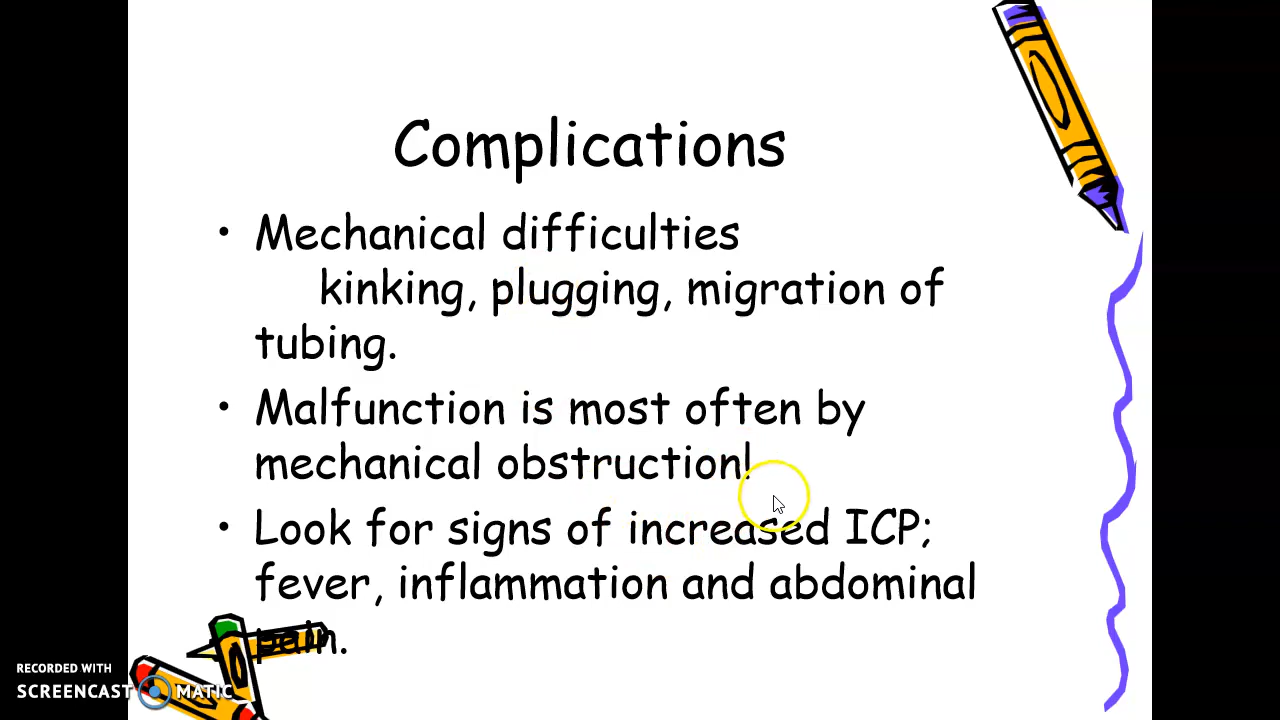 Complications
• Mechanical difficulties
kinking, plugging, migration of
tubing.
• Malfunction is most often by
mechanical obstruction!
• Look for signs of increased ICP;
fever, inflammation and abdominal
pain.
RECORDED WITH
SCREENCAST MATIC